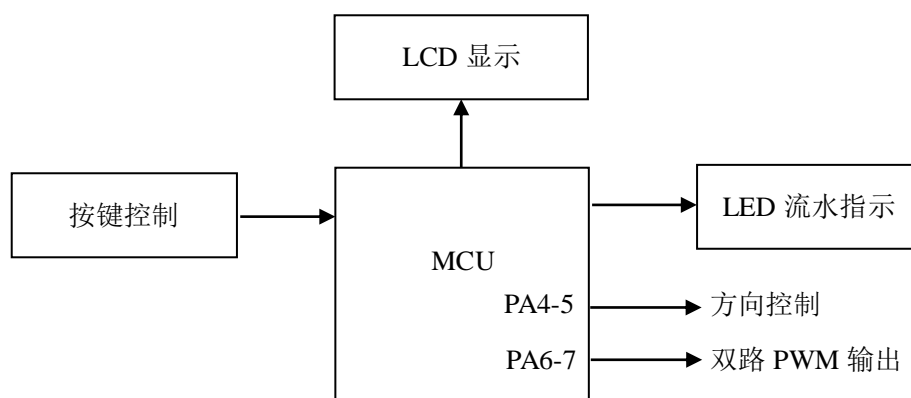 LCD 显示
按键控制
LED 流水指示
MCU
PA4-5
方向控制
PA6-7
双路 PWM 输出